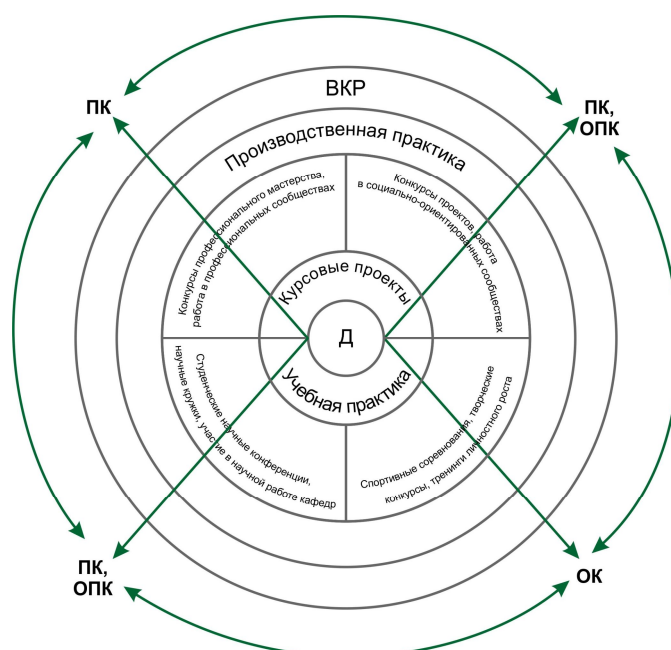 ВКР
ПК
ПК,
ОПК
Производственная практика
Конкурсы профессионального мастерства,
работа в профессиональных сообществах
Конкурсы проектов, работа
в социально-ориентированных сообществах
Курсовые проекты
Д
Учебная практика
Студенческие научные конференции,
научные кружки, участие в научной работе кафедр
Спортивные соревнования, творческие
конкурсы, тренинги личностного роста
ПК,
ОПК
ОК